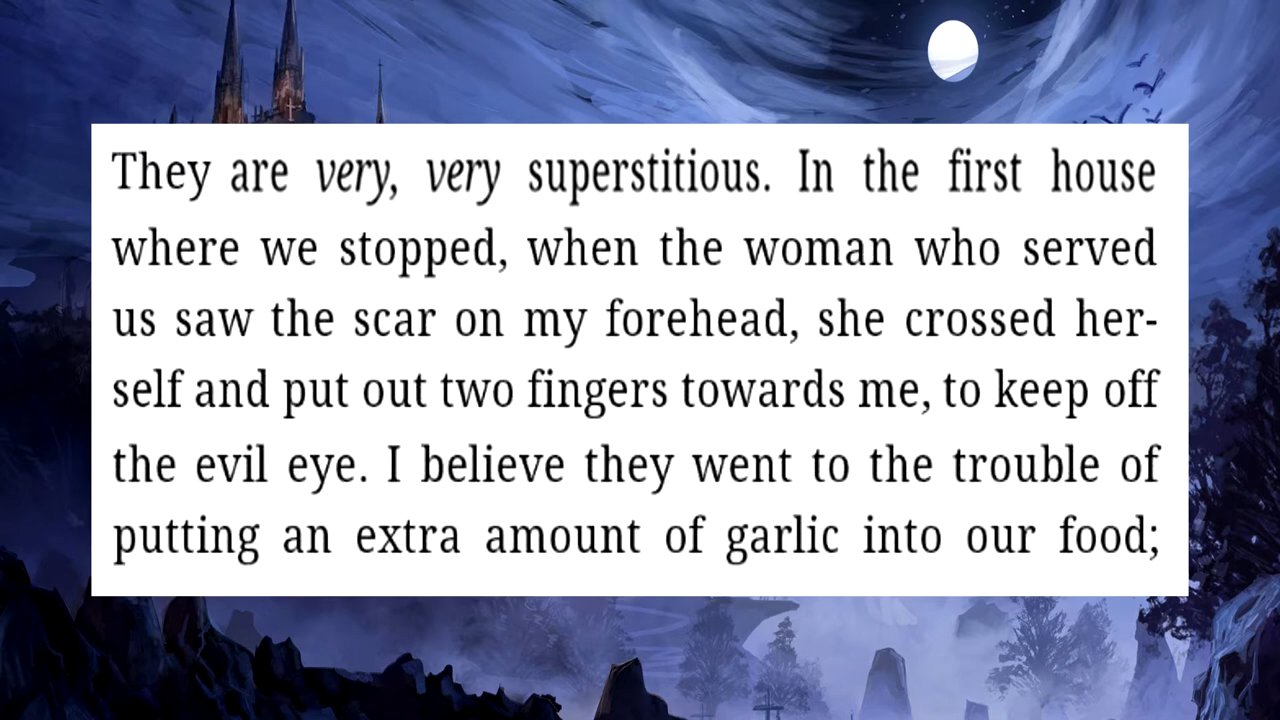 They are very, very superstitious. In the first house
where we stopped, when the woman who served
us saw the scar on my forehead, she crossed her-
self and put out two fingers towards me, to keep off
the evil eye. I believe they went to the trouble of
putting an extra amount of garlic into our food;